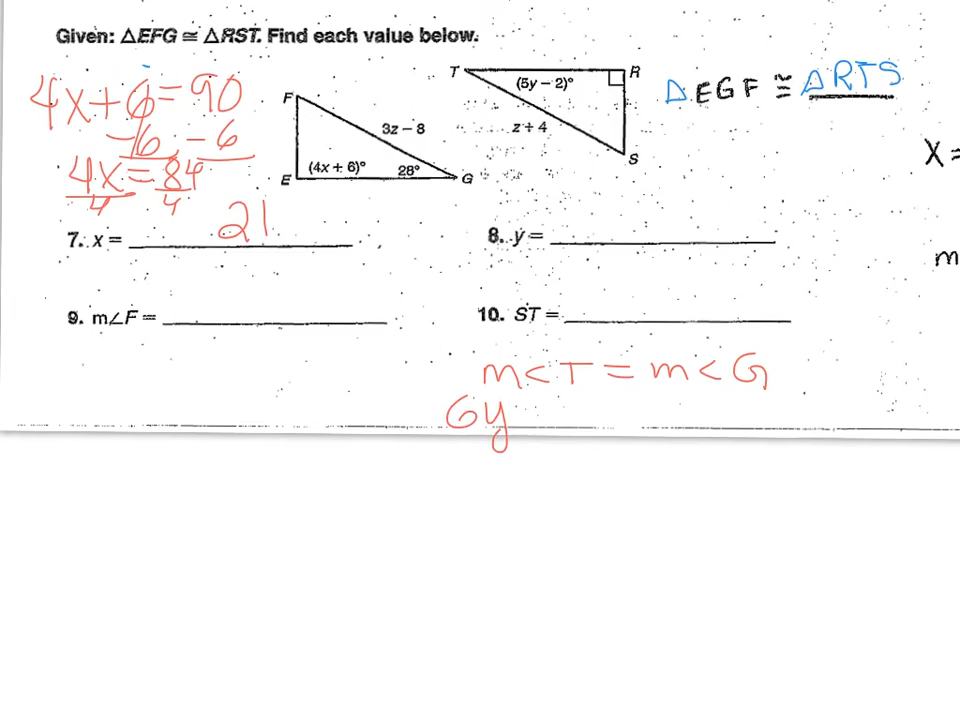 Given: △EFG ≅ △RST. Find each value below.
4x+6=90
-6 -6
4x=84
4 4
21
F
3z – 8
(4x + 6)°
28°
E
G
T
(5y – 2)°
R
z + 4
S
△EGF ≅ △RTS
x=
m
7. x =
8. y =
9. m∠F =
10. ST =
m<T = m<G
6y